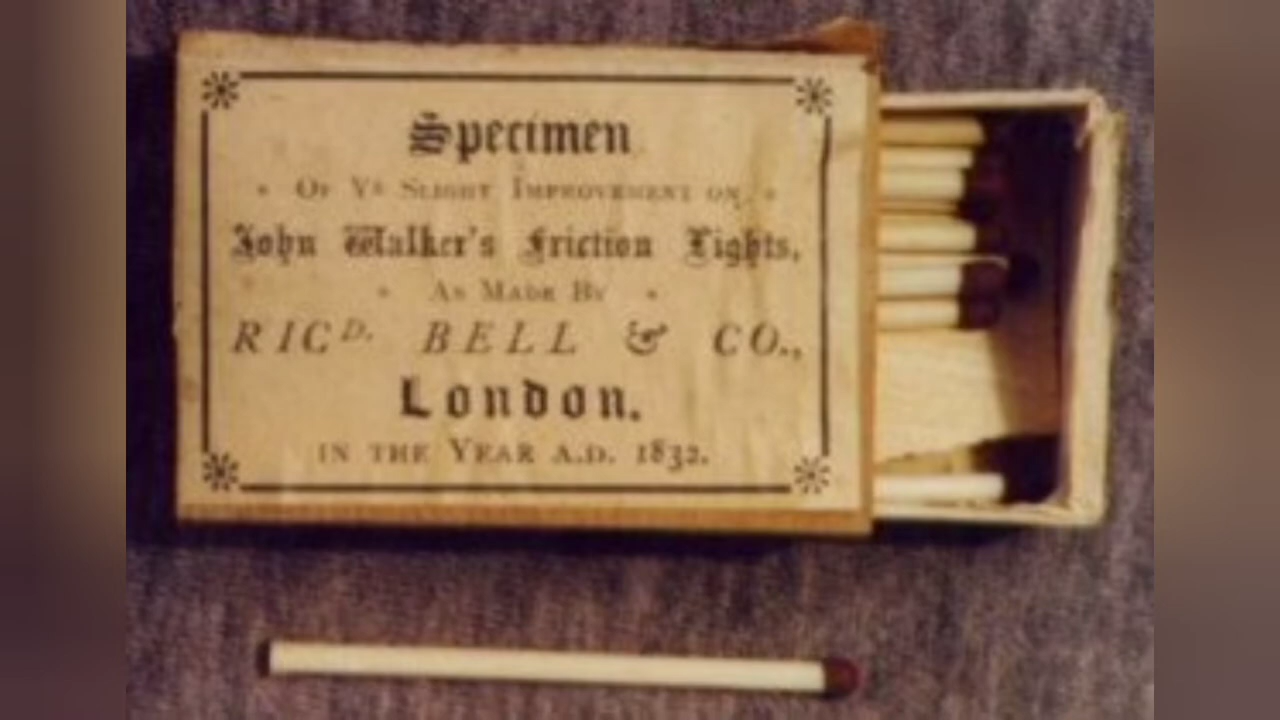 Specimen
Of Ye Slight Improvement on
John Walker's Friction Lights,
As Made By
RICD. BELL & CO.,
London.
in the Year A.D. 1832.